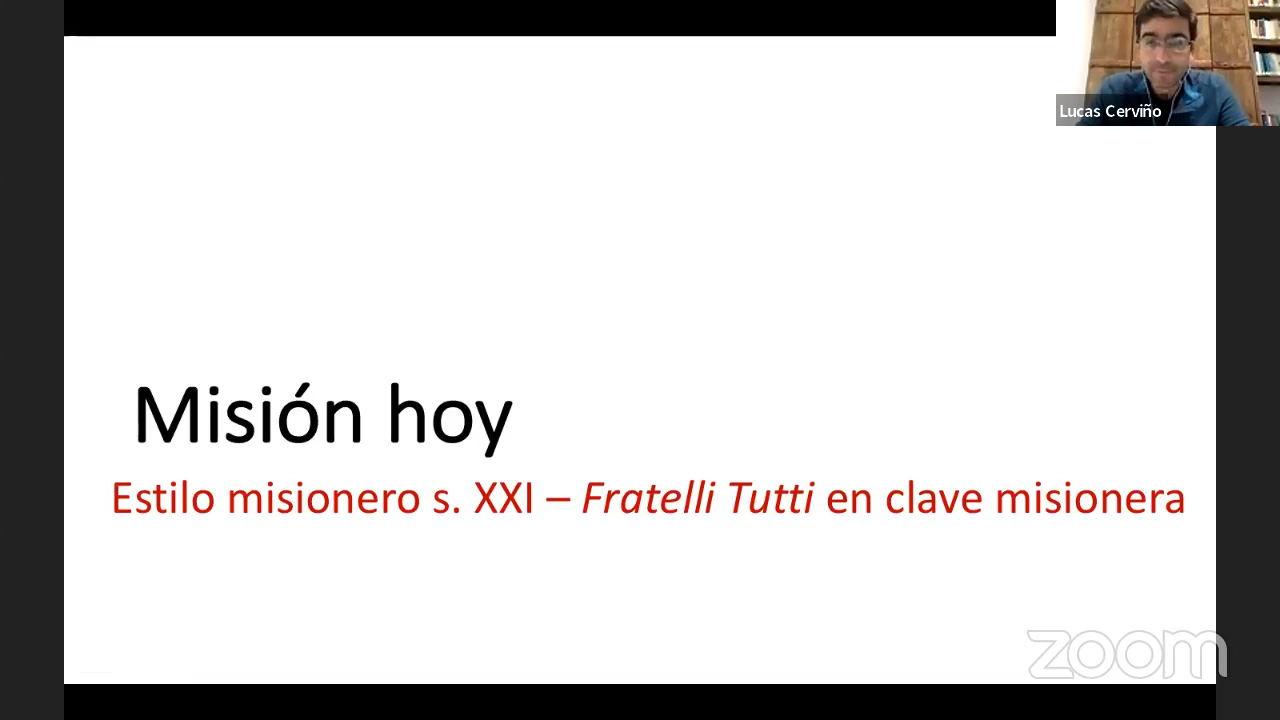 Lucas Cerviño
Misión hoy
Estilo misionero s. XXI – Fratelli Tutti en clave misionera
zoom